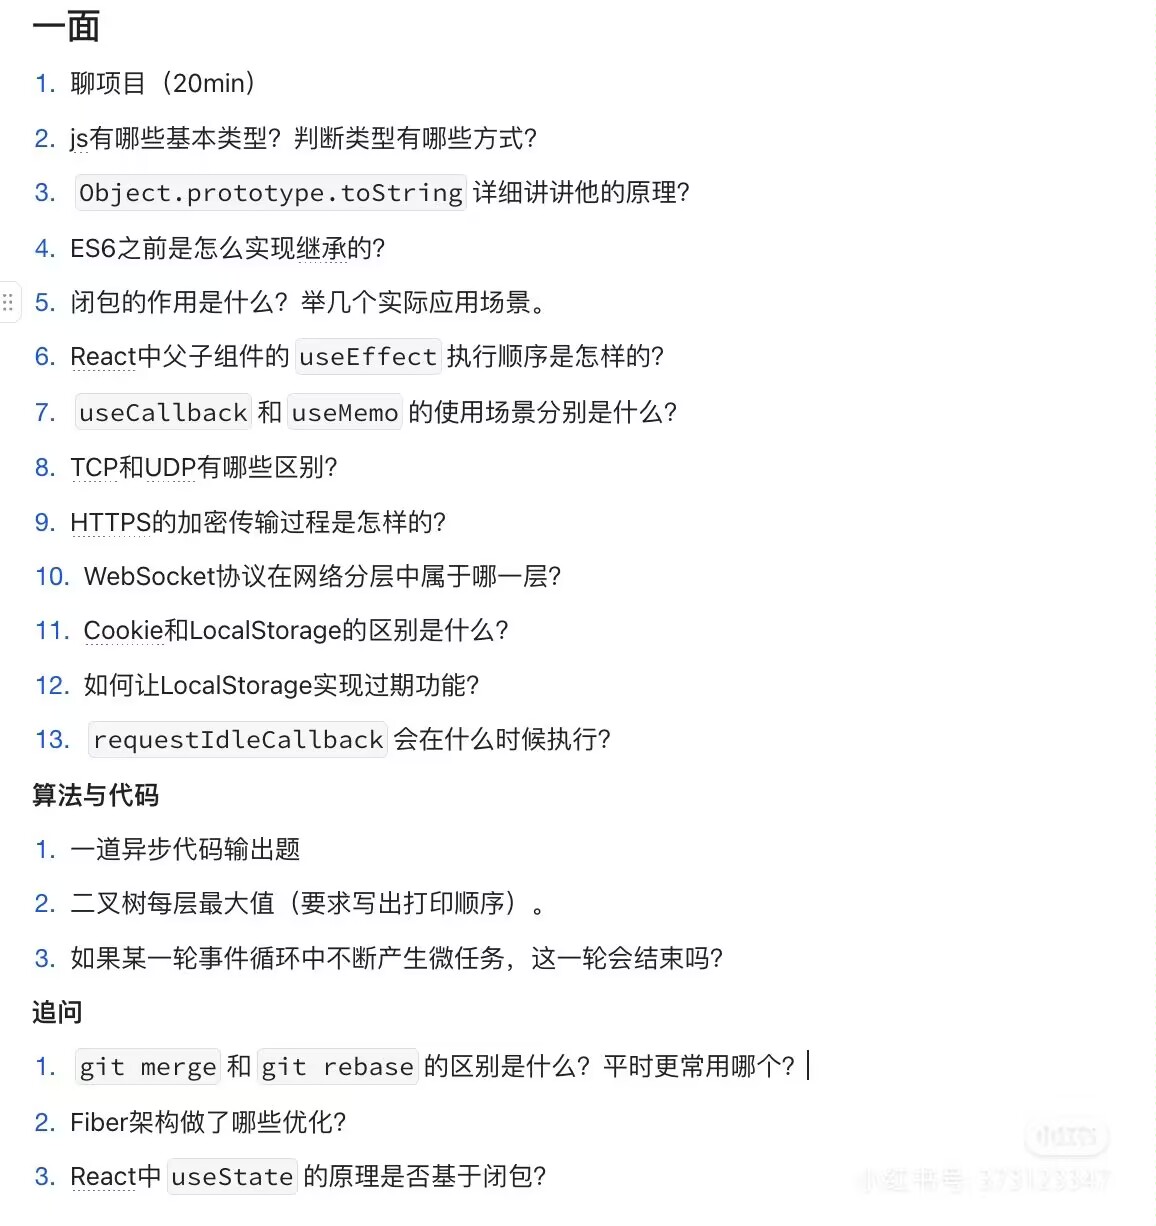 一面
1. 聊项目（20min）
2. js有哪些基本类型？判断类型有哪些方式？
3. Object.prototype.toString 详细讲讲他的原理？
4. ES6之前是怎么实现继承的？
5. 闭包的作用是什么？举几个实际应用场景。
6. React中父子组件的 useEffect 执行顺序是怎样的？
7. useCallback 和 useMemo 的使用场景分别是什么？
8. TCP和UDP有哪些区别？
9. HTTPS的加密传输过程是怎样的？
10. WebSocket协议在网络分层中属于哪一层？
11. Cookie和LocalStorage的区别是什么？
12. 如何让LocalStorage实现过期功能？
13. requestIdleCallback 会在什么时候执行？
算法与代码
1. 一道异步代码输出题
2. 二叉树每层最大值（要求写出打印顺序）。
3. 如果某一轮事件循环中不断产生微任务，这一轮会结束吗？
追问
1. git merge 和 git rebase 的区别是什么？平时更常用哪个？
2. Fiber架构做了哪些优化？
3. React中 useState 的原理是否基于闭包？
小红书号